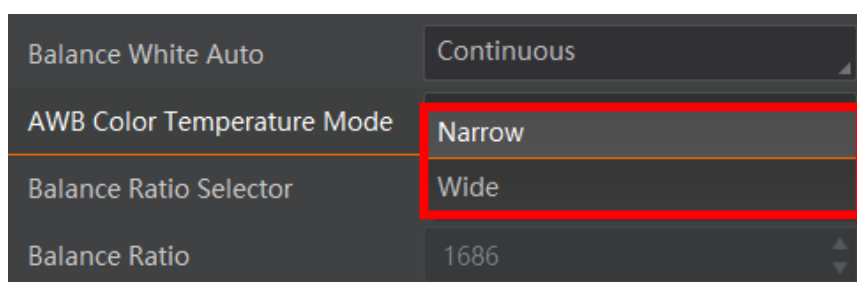 Balance White Auto Continuous
AWB Color Temperature Mode Narrow
Balance Ratio Selector Wide
Balance Ratio 1686